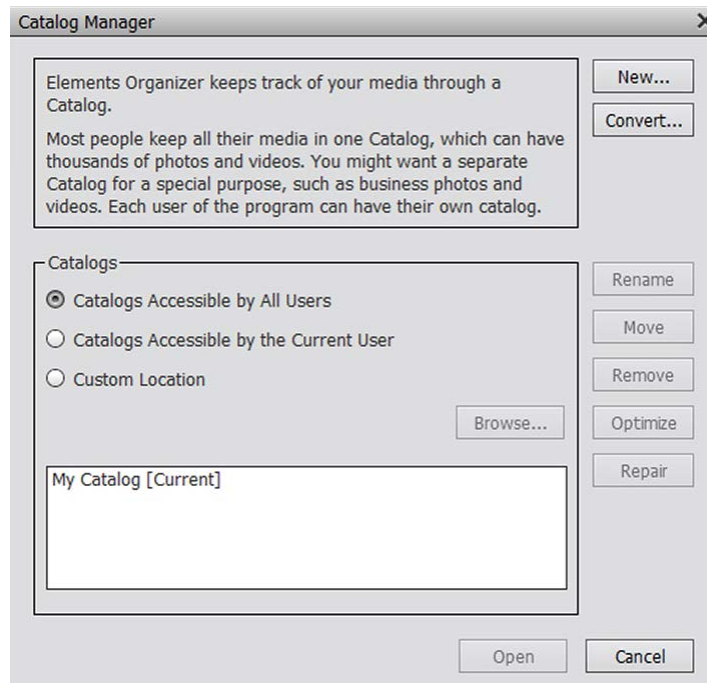 Catalog Manager
Elements Organizer keeps track of your media through a
Catalog.
Most people keep all their media in one Catalog, which can have
thousands of photos and videos. You might want a separate
Catalog for a special purpose, such as business photos and
videos. Each user of the program can have their own catalog.
New...
Convert...
Catalogs
Catalogs Accessible by All Users
Catalogs Accessible by the Current User
Custom Location
Browse...
My Catalog [Current]
Rename
Move
Remove
Optimize
Repair
Open
Cancel